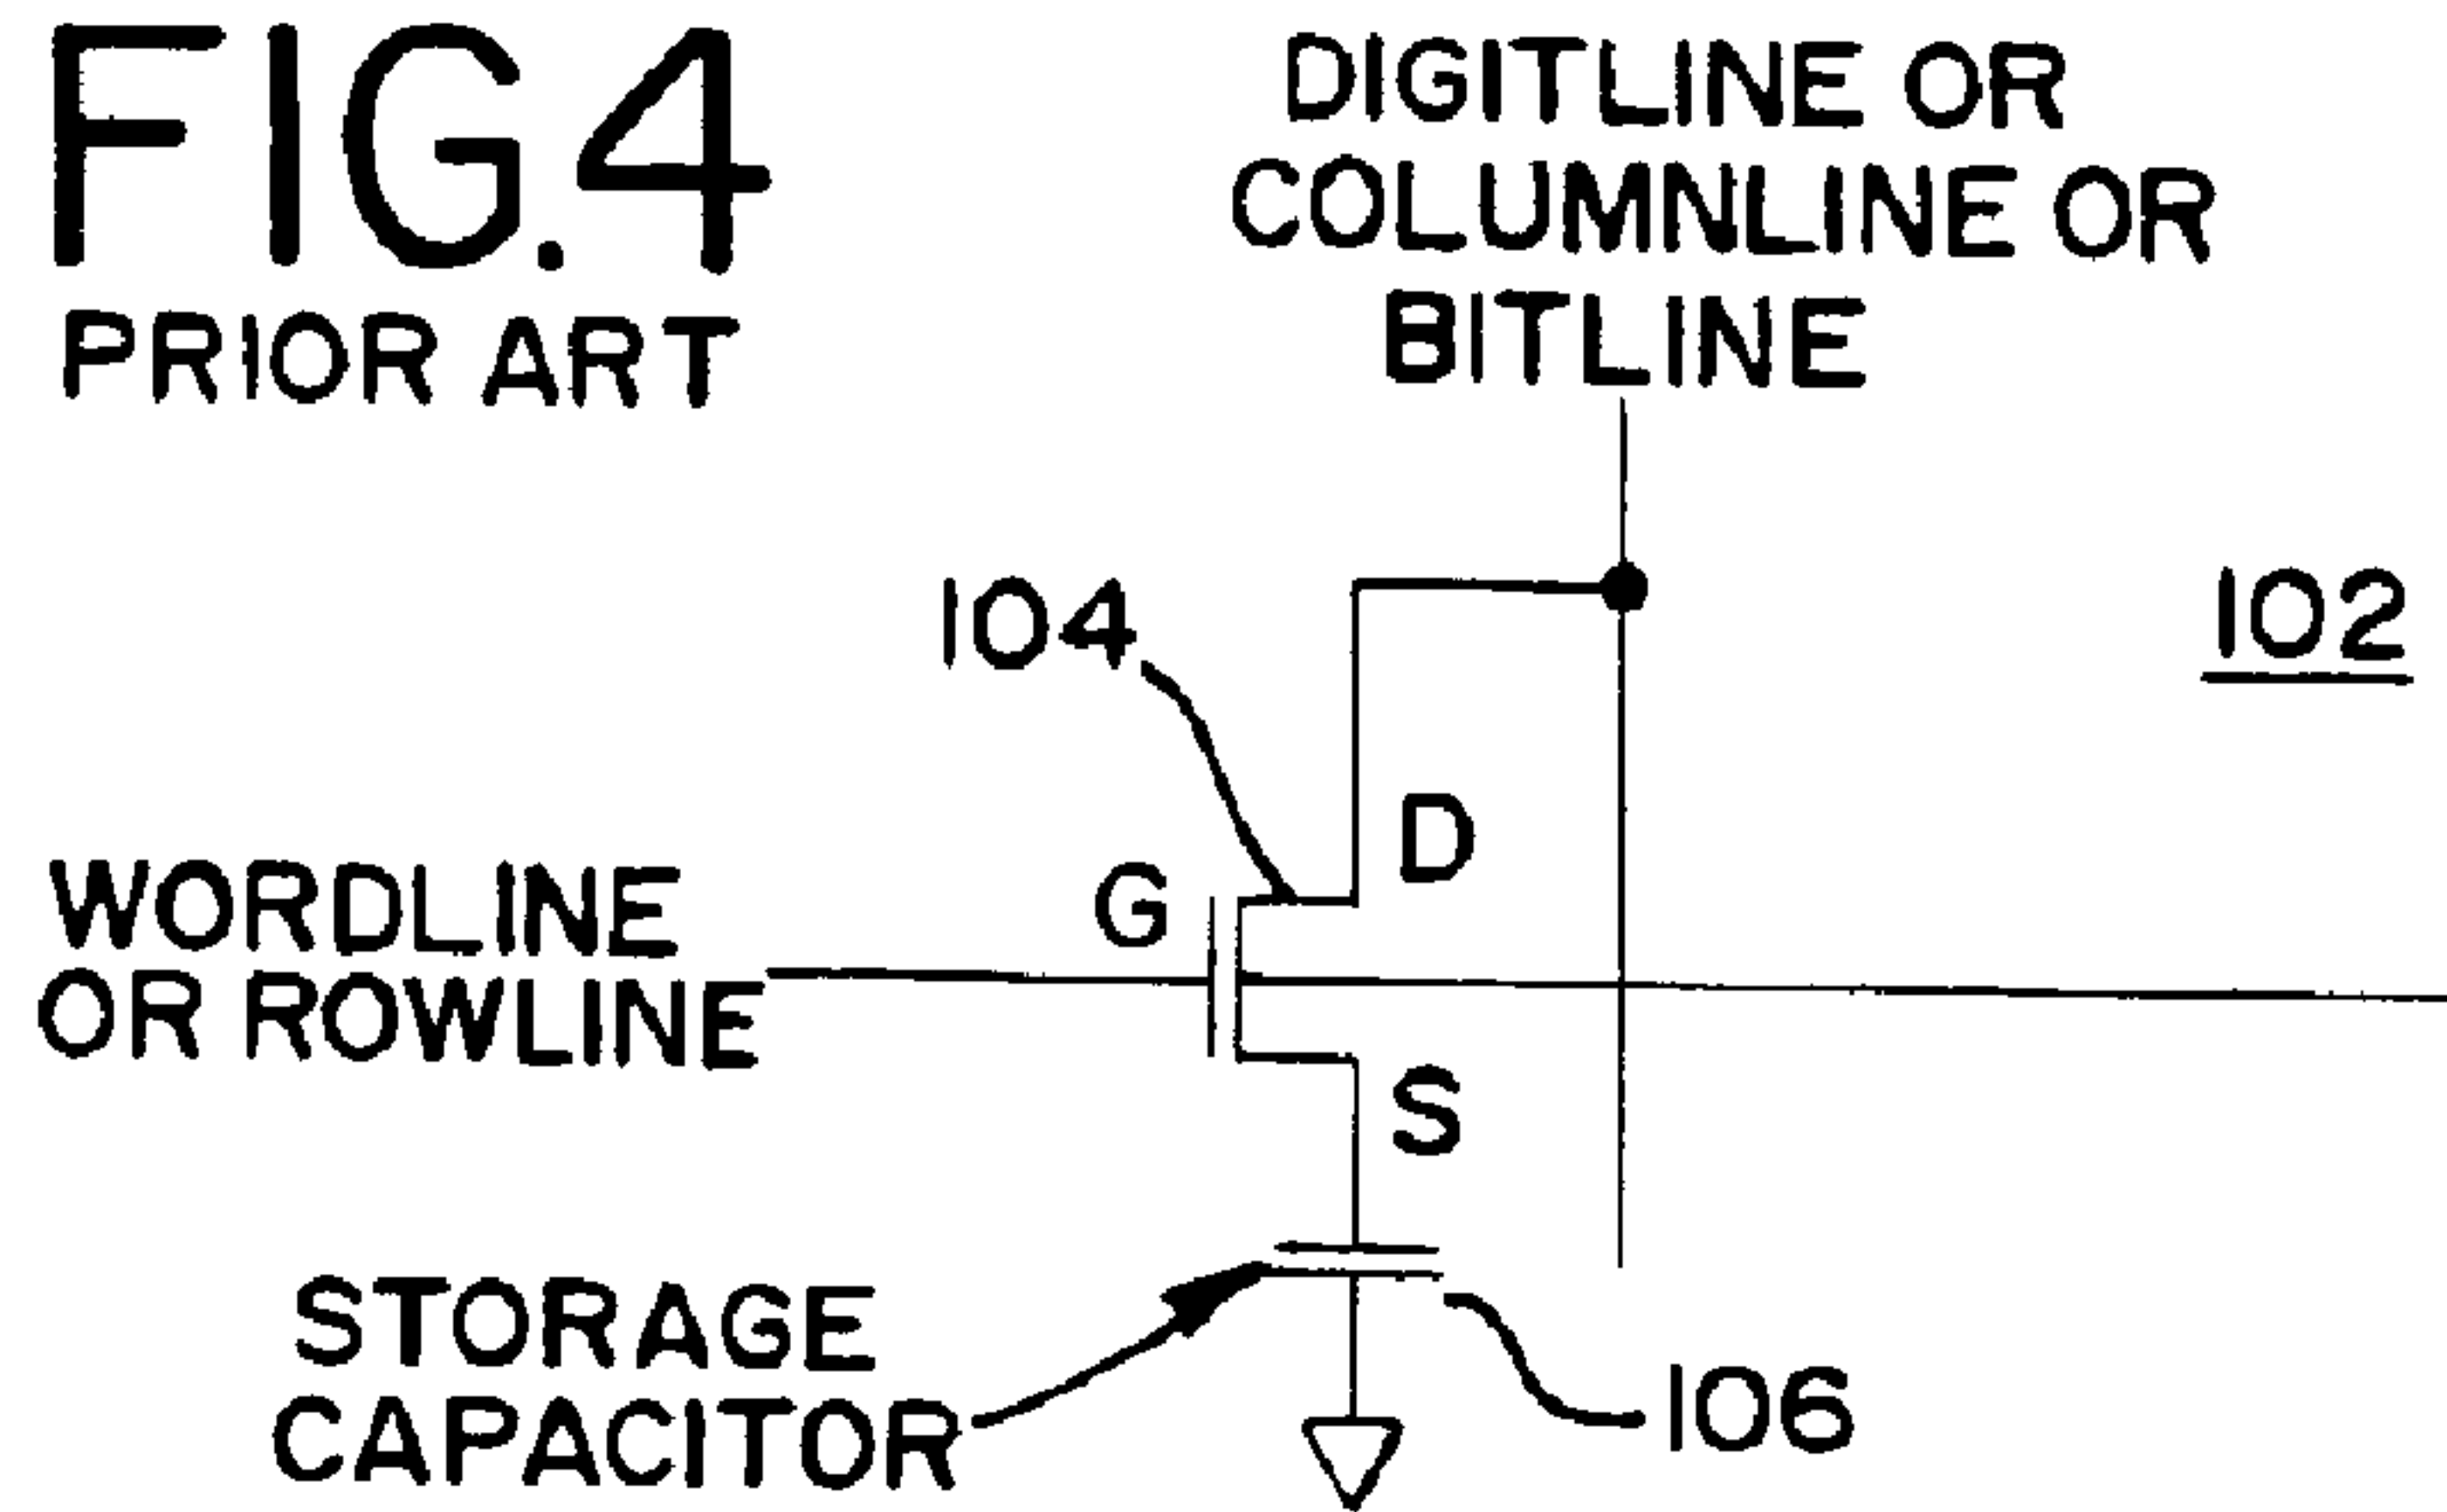 FIG.4
PRIOR ART
DIGITLINE OR
COLUMNLINE OR
BITLINE
104
102
D
G
WORDLINE
OR ROWLINE
S
STORAGE
CAPACITOR
106